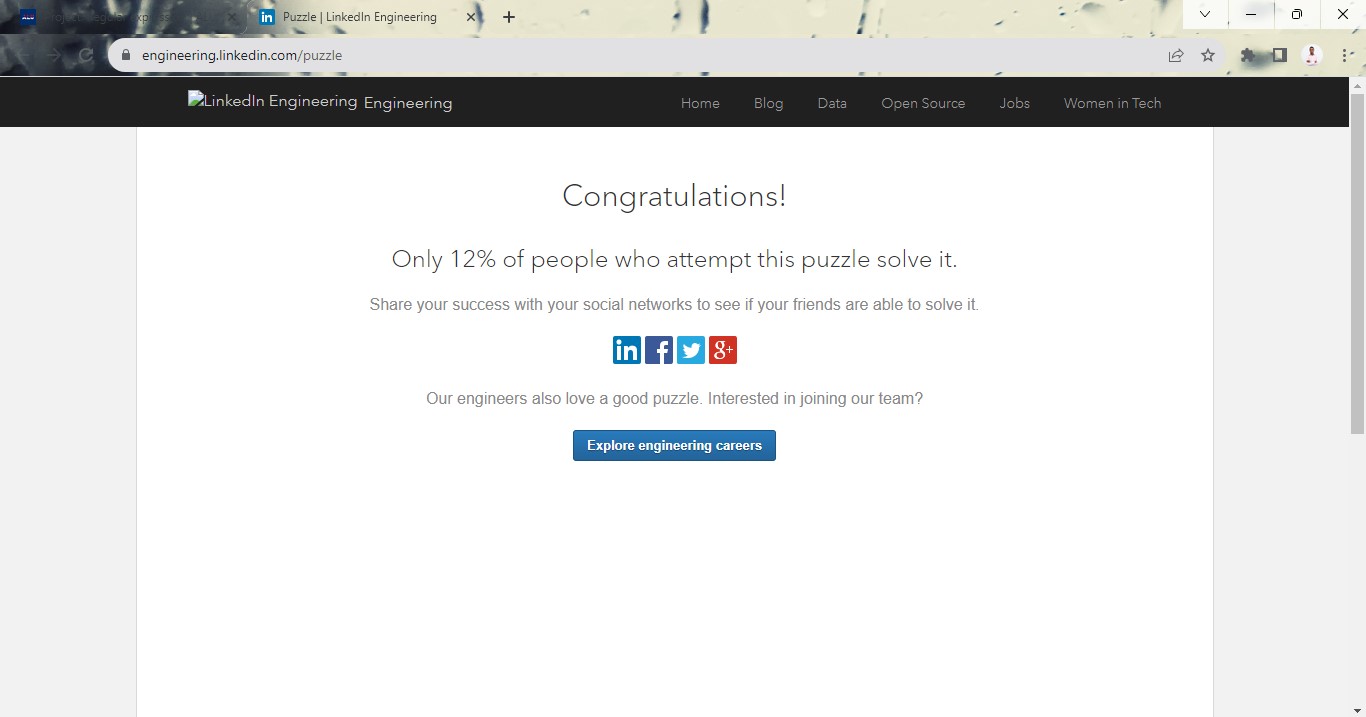 Puzzle | LinkedIn Engineering
engineering.linkedin.com/puzzle
LinkedIn Engineering Engineering Home Blog Data Open Source Jobs Women in Tech
Congratulations!
Only 12% of people who attempt this puzzle solve it.
Share your success with your social networks to see if your friends are able to solve it.
in f g+
Our engineers also love a good puzzle. Interested in joining our team?
Explore engineering careers